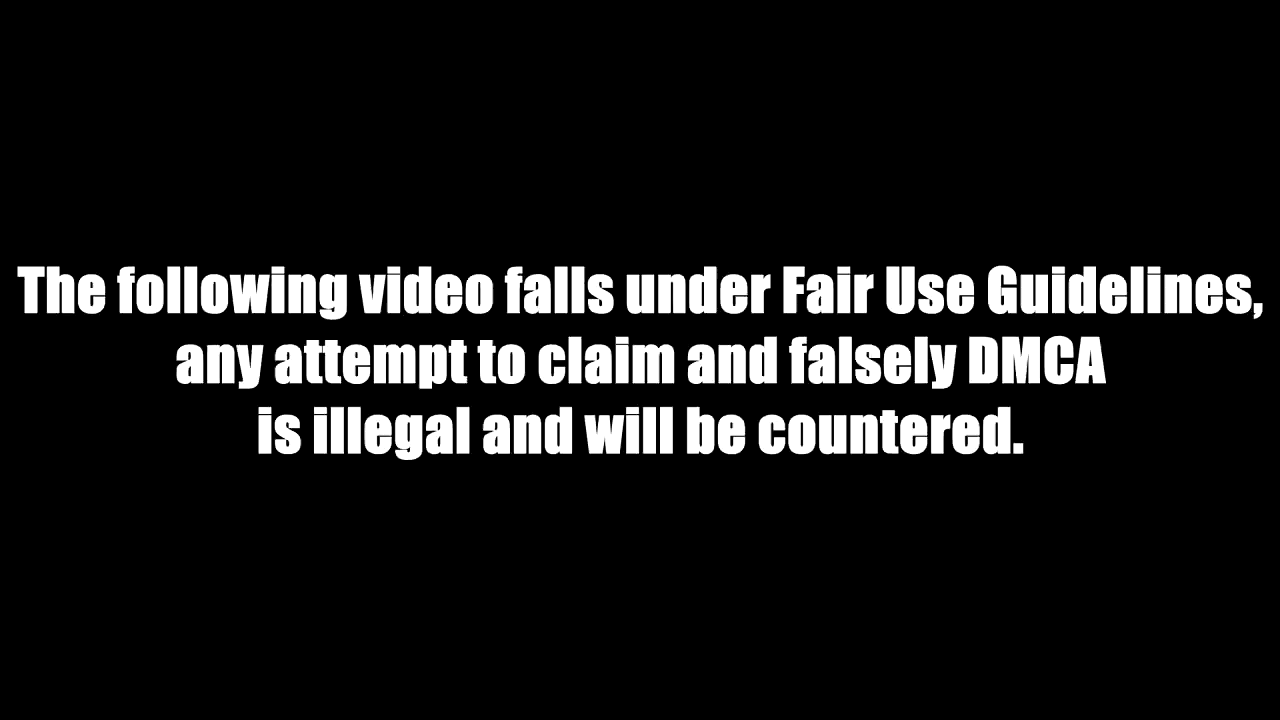 The following video falls under Fair Use Guidelines,
any attempt to claim and falsely DMCA
is illegal and will be countered.